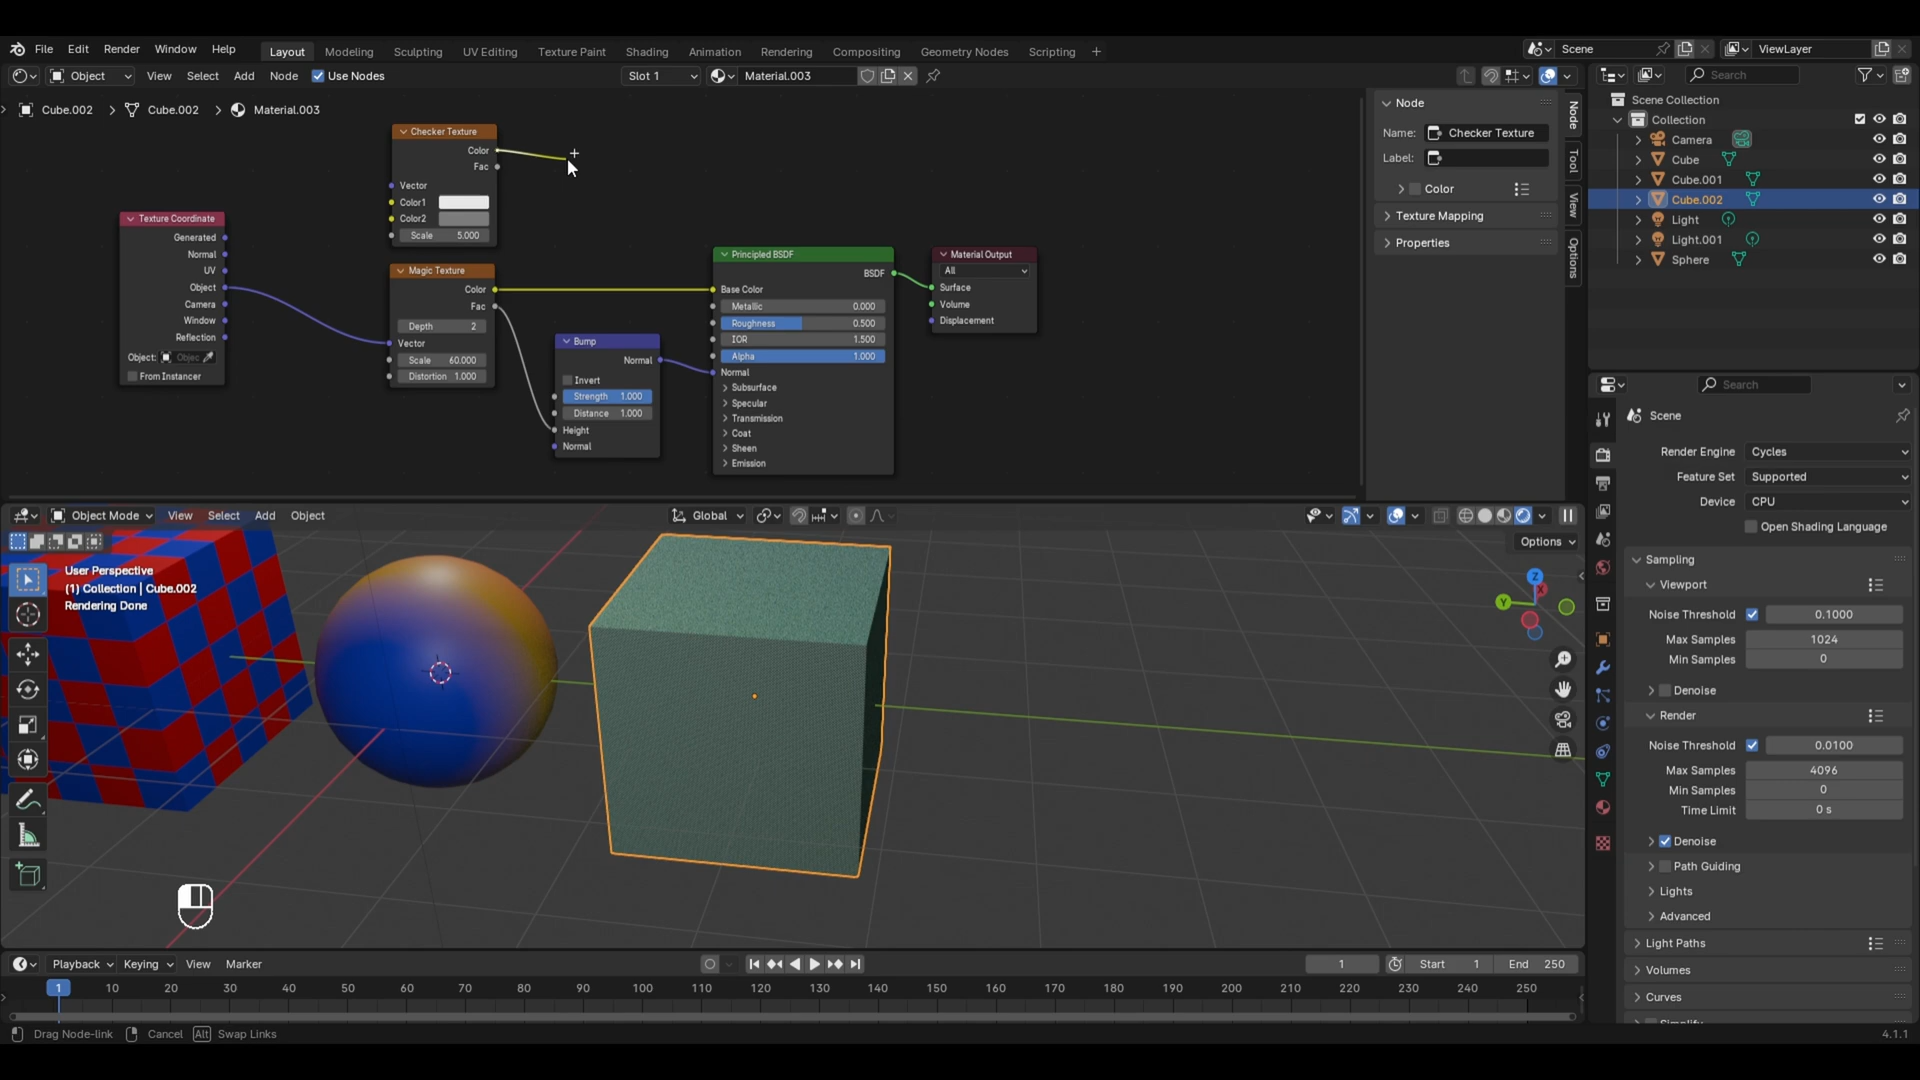 File Edit Render Window Help Layout Modeling Sculpting UV Editing Texture Paint Shading Animation Rendering Compositing Geometry Nodes Scripting + Scene ViewLayer
Object View Select Add Node Use Nodes Slot 1 Material.003 Search
Cube.002 > Cube.002 > Material.003
Checker Texture
Color
Fac
Vector
Color1
Color2
Scale 5.000
Texture Coordinate
Generated
Normal
UV
Object
Camera
Window
Reflection
Object: Objec
From Instancer
Magic Texture
Color
Fac
Depth 2
Vector
Scale 60.000
Distortion 1.000
Bump
Normal
Invert
Strength 1.000
Distance 1.000
Height
Normal
Principled BSDF
BSDF
Base Color
Metallic 0.000
Roughness 0.500
IOR 1.500
Alpha 1.000
Normal
Subsurface
Specular
Transmission
Coat
Sheen
Emission
Material Output
All
Surface
Volume
Displacement
Node
Name: Checker Texture
Label:
Color
Texture Mapping
Properties
Node
Tool
View
Options
Scene Collection
Collection
Camera
Cube
Cube.001
Cube.002
Light
Light.001
Sphere
Search
Scene
Render Engine Cycles
Feature Set Supported
Device CPU
Open Shading Language
Sampling
Viewport
Noise Threshold 0.1000
Max Samples 1024
Min Samples 0
Denoise
Render
Noise Threshold 0.0100
Max Samples 4096
Min Samples 0
Time Limit 0 s
Denoise
Path Guiding
Lights
Advanced
Light Paths
Volumes
Curves
Object Mode View Select Add Object Global
Options
User Perspective
(1) Collection | Cube.002
Rendering Done
Z
X
Y
Playback Keying View Marker 1 Start 1 End 250
1 10 20 30 40 50 60 70 80 90 100 110 120 130 140 150 160 170 180 190 200 210 220 230 240 250
Drag Node-link Cancel Alt Swap Links 4.1.1